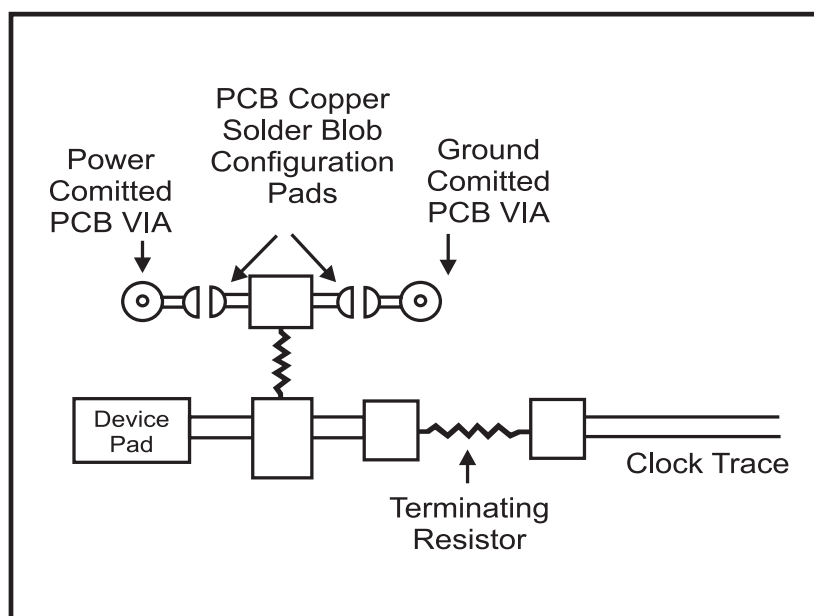 PCB Copper
Solder Blob
Configuration
Pads
Power
Comitted
PCB VIA
Ground
Comitted
PCB VIA
Device
Pad
Clock Trace
Terminating
Resistor